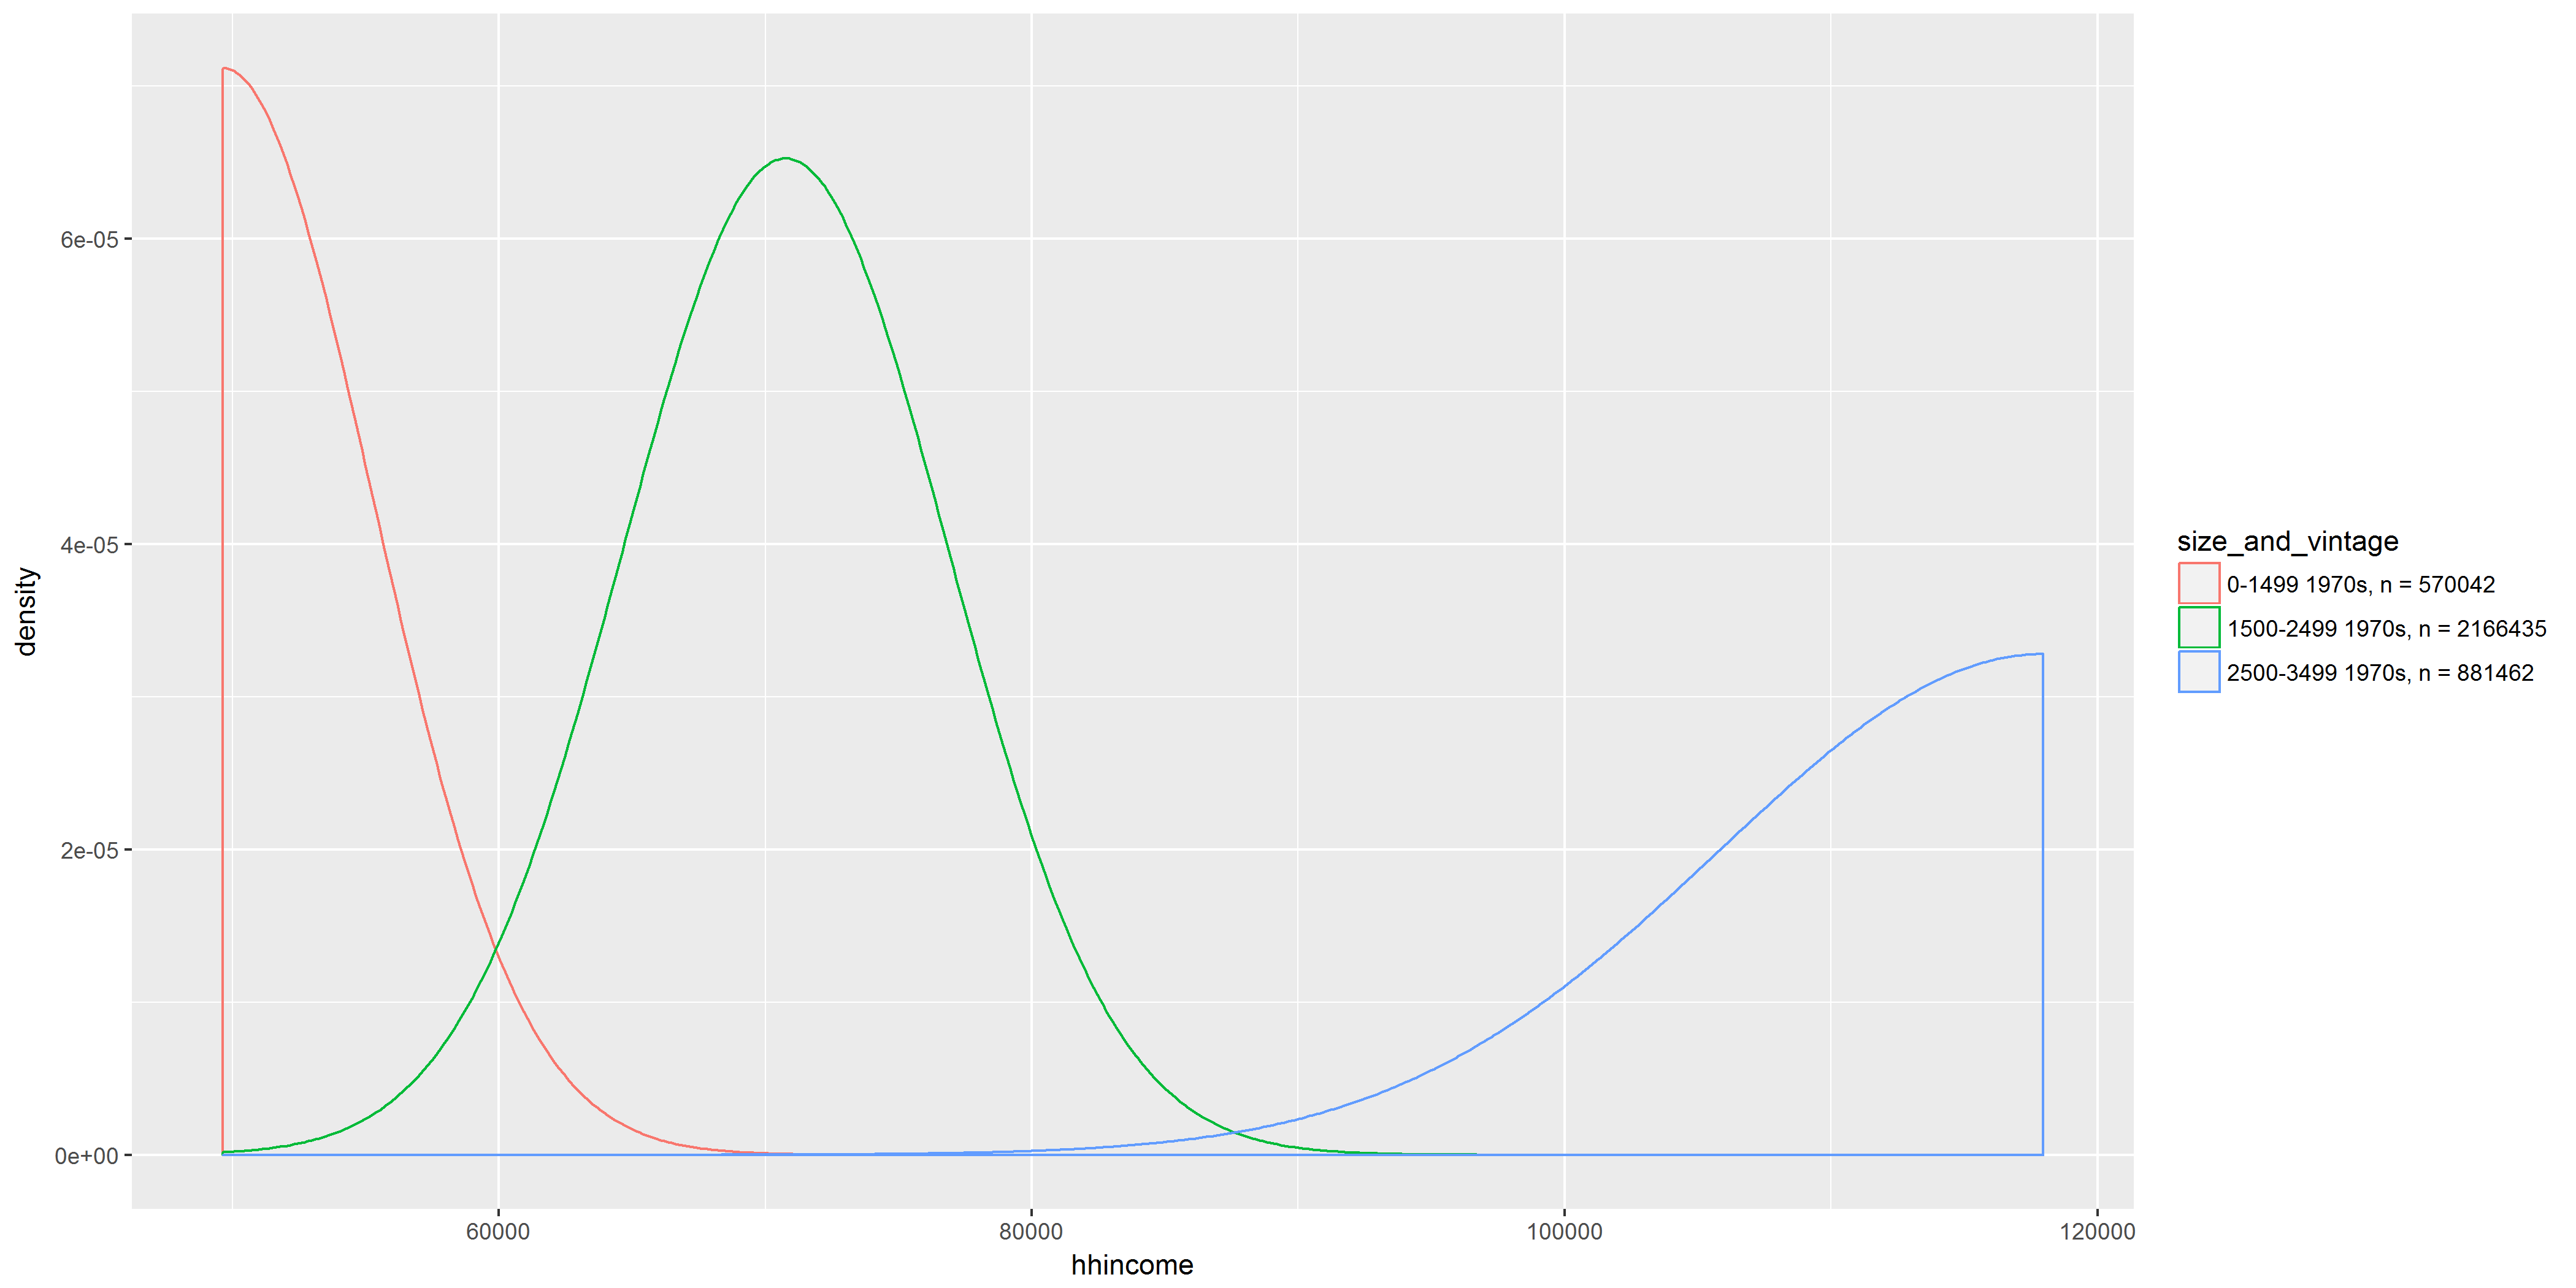 density
6e-05
4e-05
2e-05
0e+00
60000
80000
100000
120000
hhincome
size_and_vintage
0-1499 1970s, n = 570042
1500-2499 1970s, n = 2166435
2500-3499 1970s, n = 881462